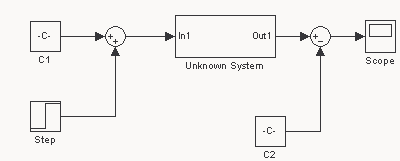 -C-
C1
In1
Out1
Unknown System
Scope
Step
-C-
C2